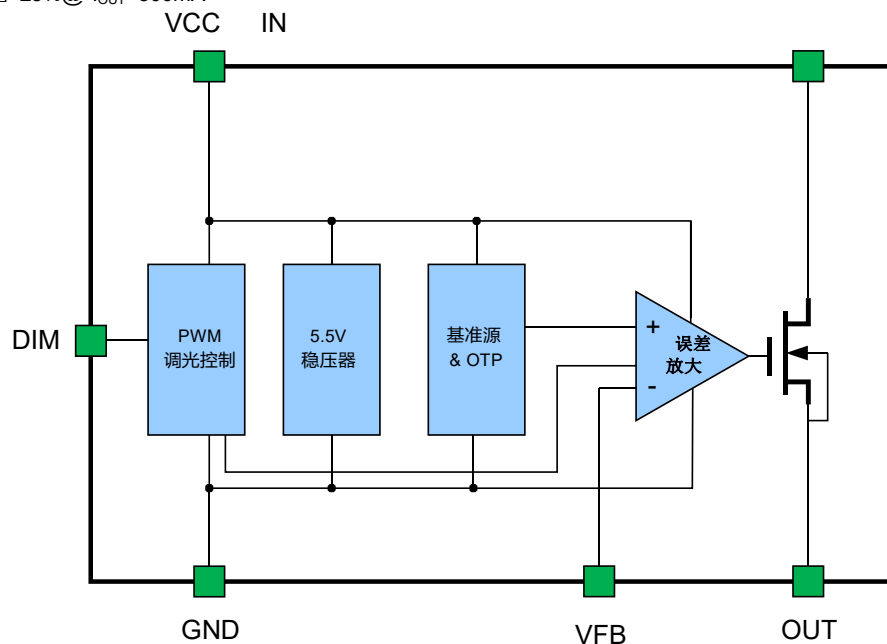 VCC IN
DIM
PWM
调光控制
5.5V
稳压器
基准源
& OTP
+
误差
放大
-
GND
VFB
OUT